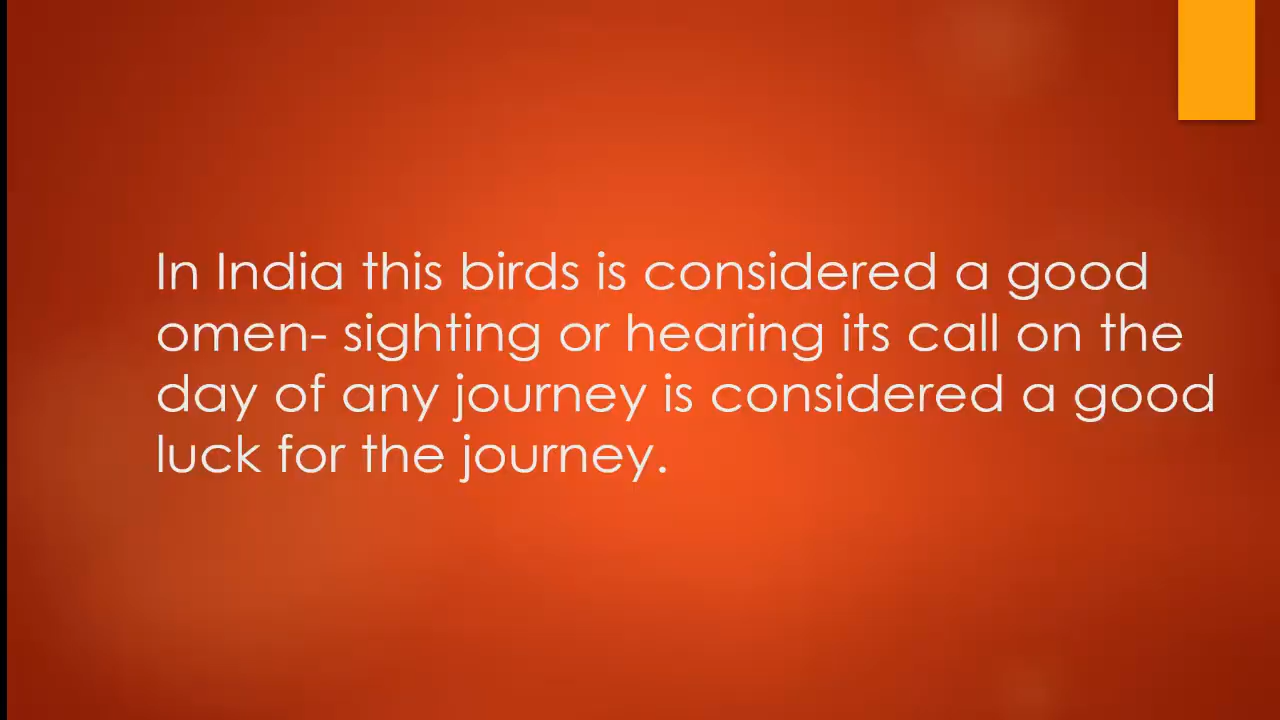 In India this birds is considered a good
omen- sighting or hearing its call on the
day of any journey is considered a good
luck for the journey.